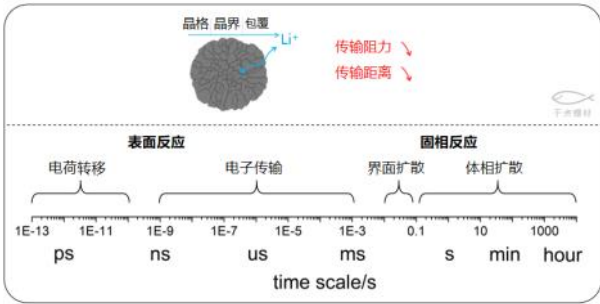 晶格 晶界 包覆
Li⁺
传输阻力
传输距离
表面反应 固相反应
电荷转移 电子传输 界面扩散 体相扩散
1E-13 1E-11 1E-9 1E-7 1E-5 1E-3 0.1 10 1000
ps ns us ms s min hour
time scale/s